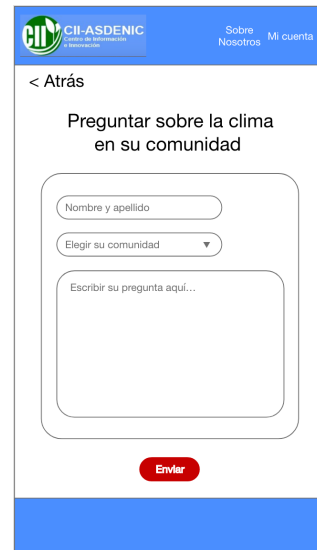 CII
CII-ASDENIC
Centro de Información
e Innovación
Sobre
Nosotros
Mi cuenta
< Atrás
Preguntar sobre la clima
en su comunidad
Nombre y apellido
Elegir su comunidad ▼
Escribir su pregunta aquí…
Enviar